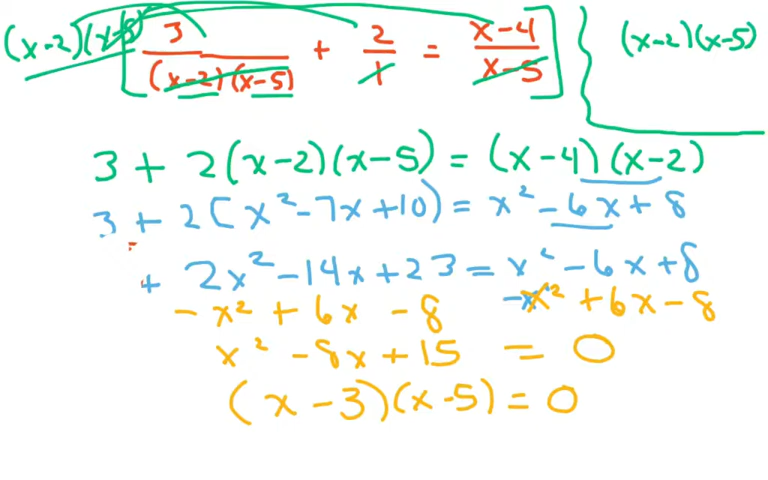 (x-2)(x-5) [ 3/((x-2)(x-5)) + 2/1 = (x-4)/(x-5) ] (x-2)(x-5)
3 + 2(x-2)(x-5) = (x-4)(x-2)
3 + 2(x²-7x+10) = x²-6x+8
+ 2x²-14x+23 = x²-6x+8
-x²+6x-8 -x²+6x-8
x²-8x+15 = 0
(x-3)(x-5) = 0